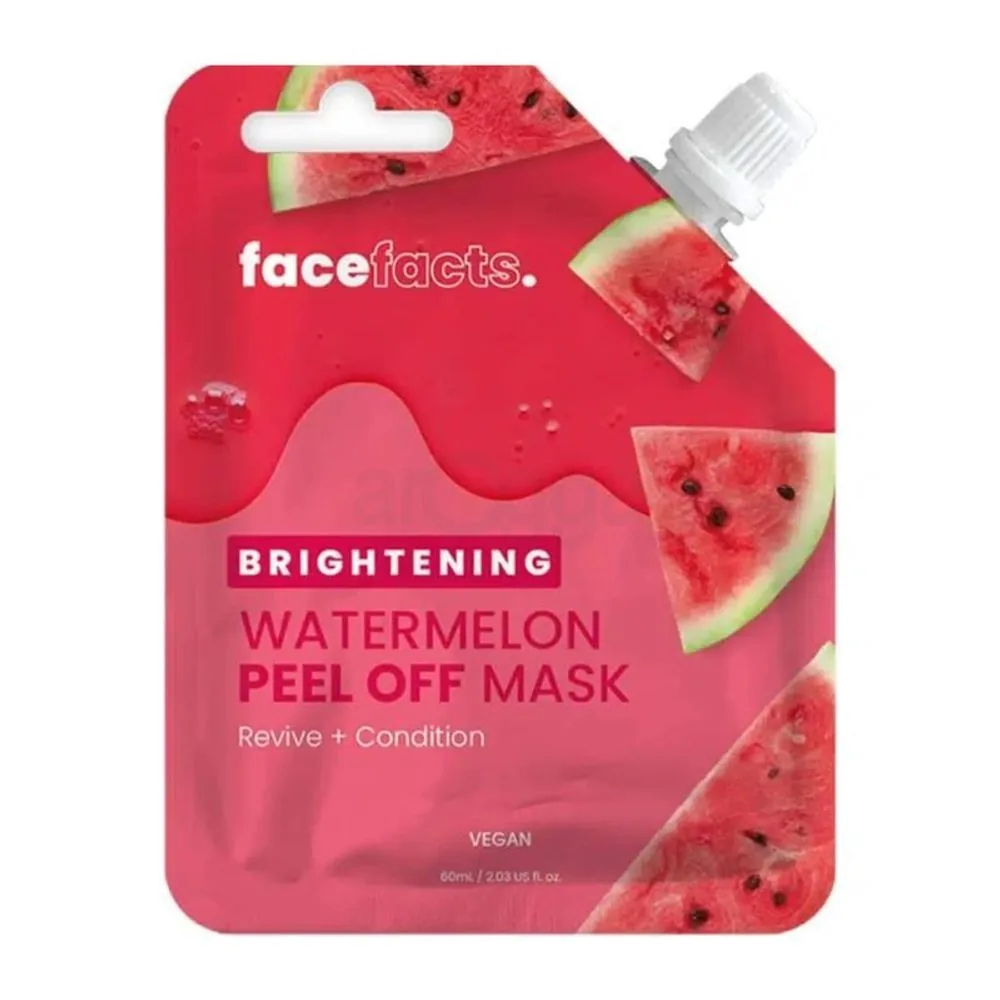 facefacts.
BRIGHTENING
WATERMELON
PEEL OFF MASK
Revive + Condition
VEGAN
60ml / 2.03 US fl. oz.